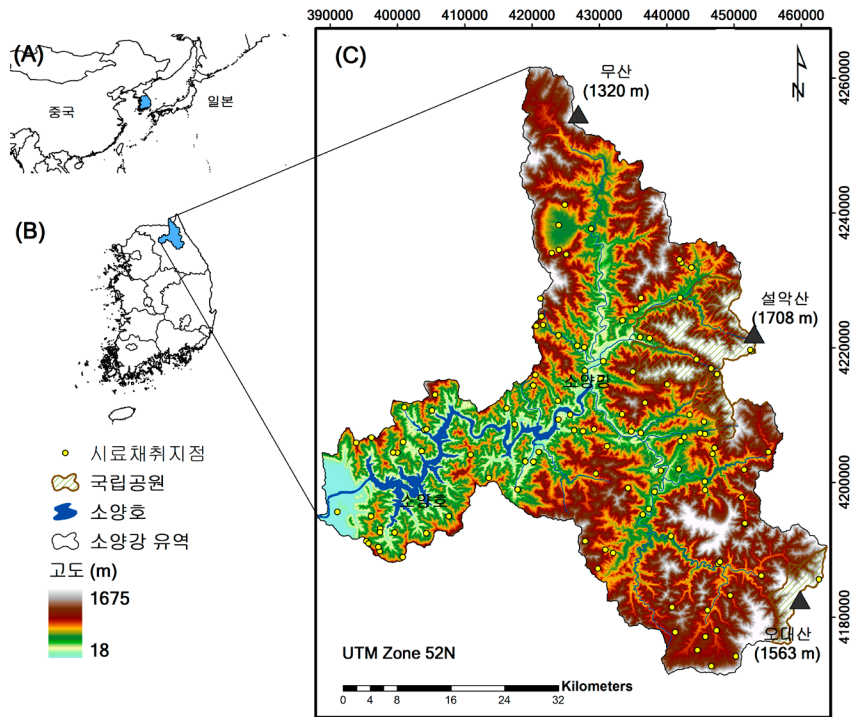 (A)
중국
일본
(B)
시료채취지점
국립공원
소양호
소양강 유역
고도 (m)
1675
18
390000 400000 410000 420000 430000 440000 450000 460000
(C)
N
무산
(1320 m)
설악산
(1708 m)
소양강
소양호
오대산
(1563 m)
4260000
4240000
4220000
4200000
4180000
UTM Zone 52N
Kilometers
0 2 4 8 16 24 32